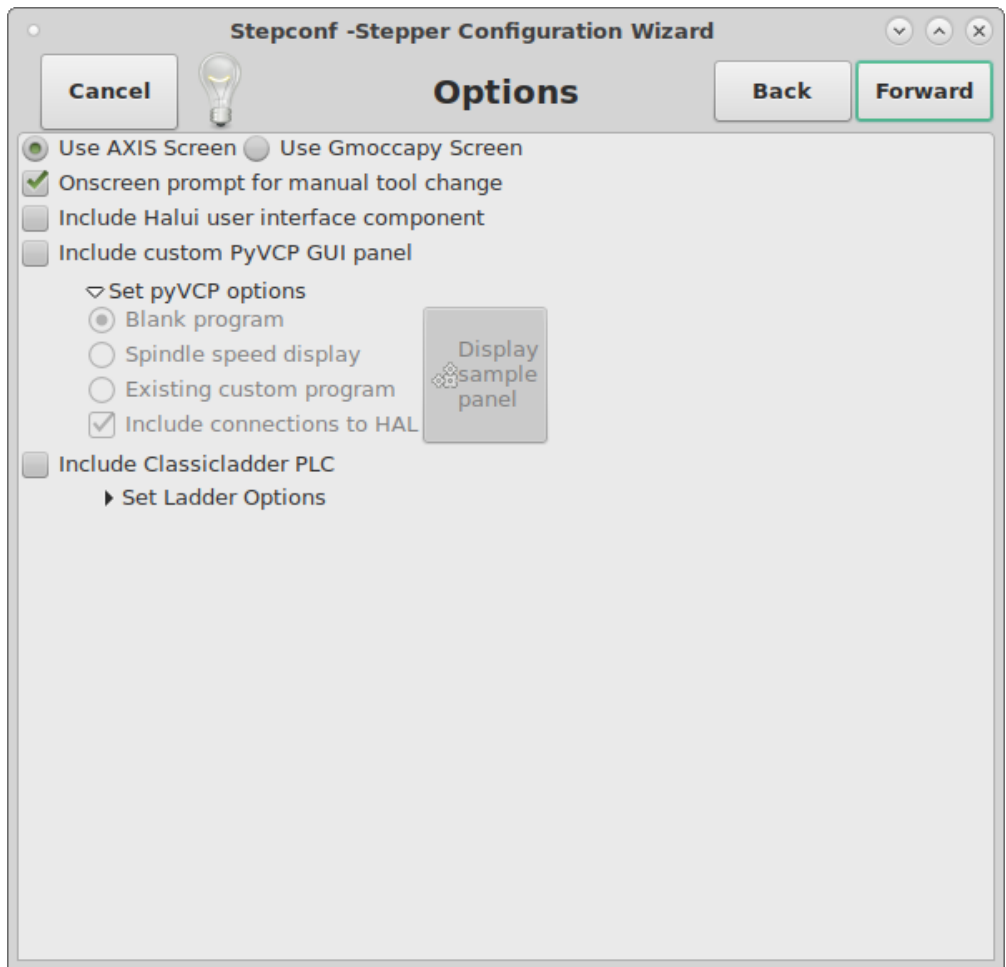 Stepconf -Stepper Configuration Wizard
Cancel
Options
Back
Forward
Use AXIS Screen
Use Gmoccapy Screen
Onscreen prompt for manual tool change
Include Halui user interface component
Include custom PyVCP GUI panel
Set pyVCP options
Blank program
Spindle speed display
Existing custom program
Include connections to HAL
Display
sample
panel
Include Classicladder PLC
Set Ladder Options